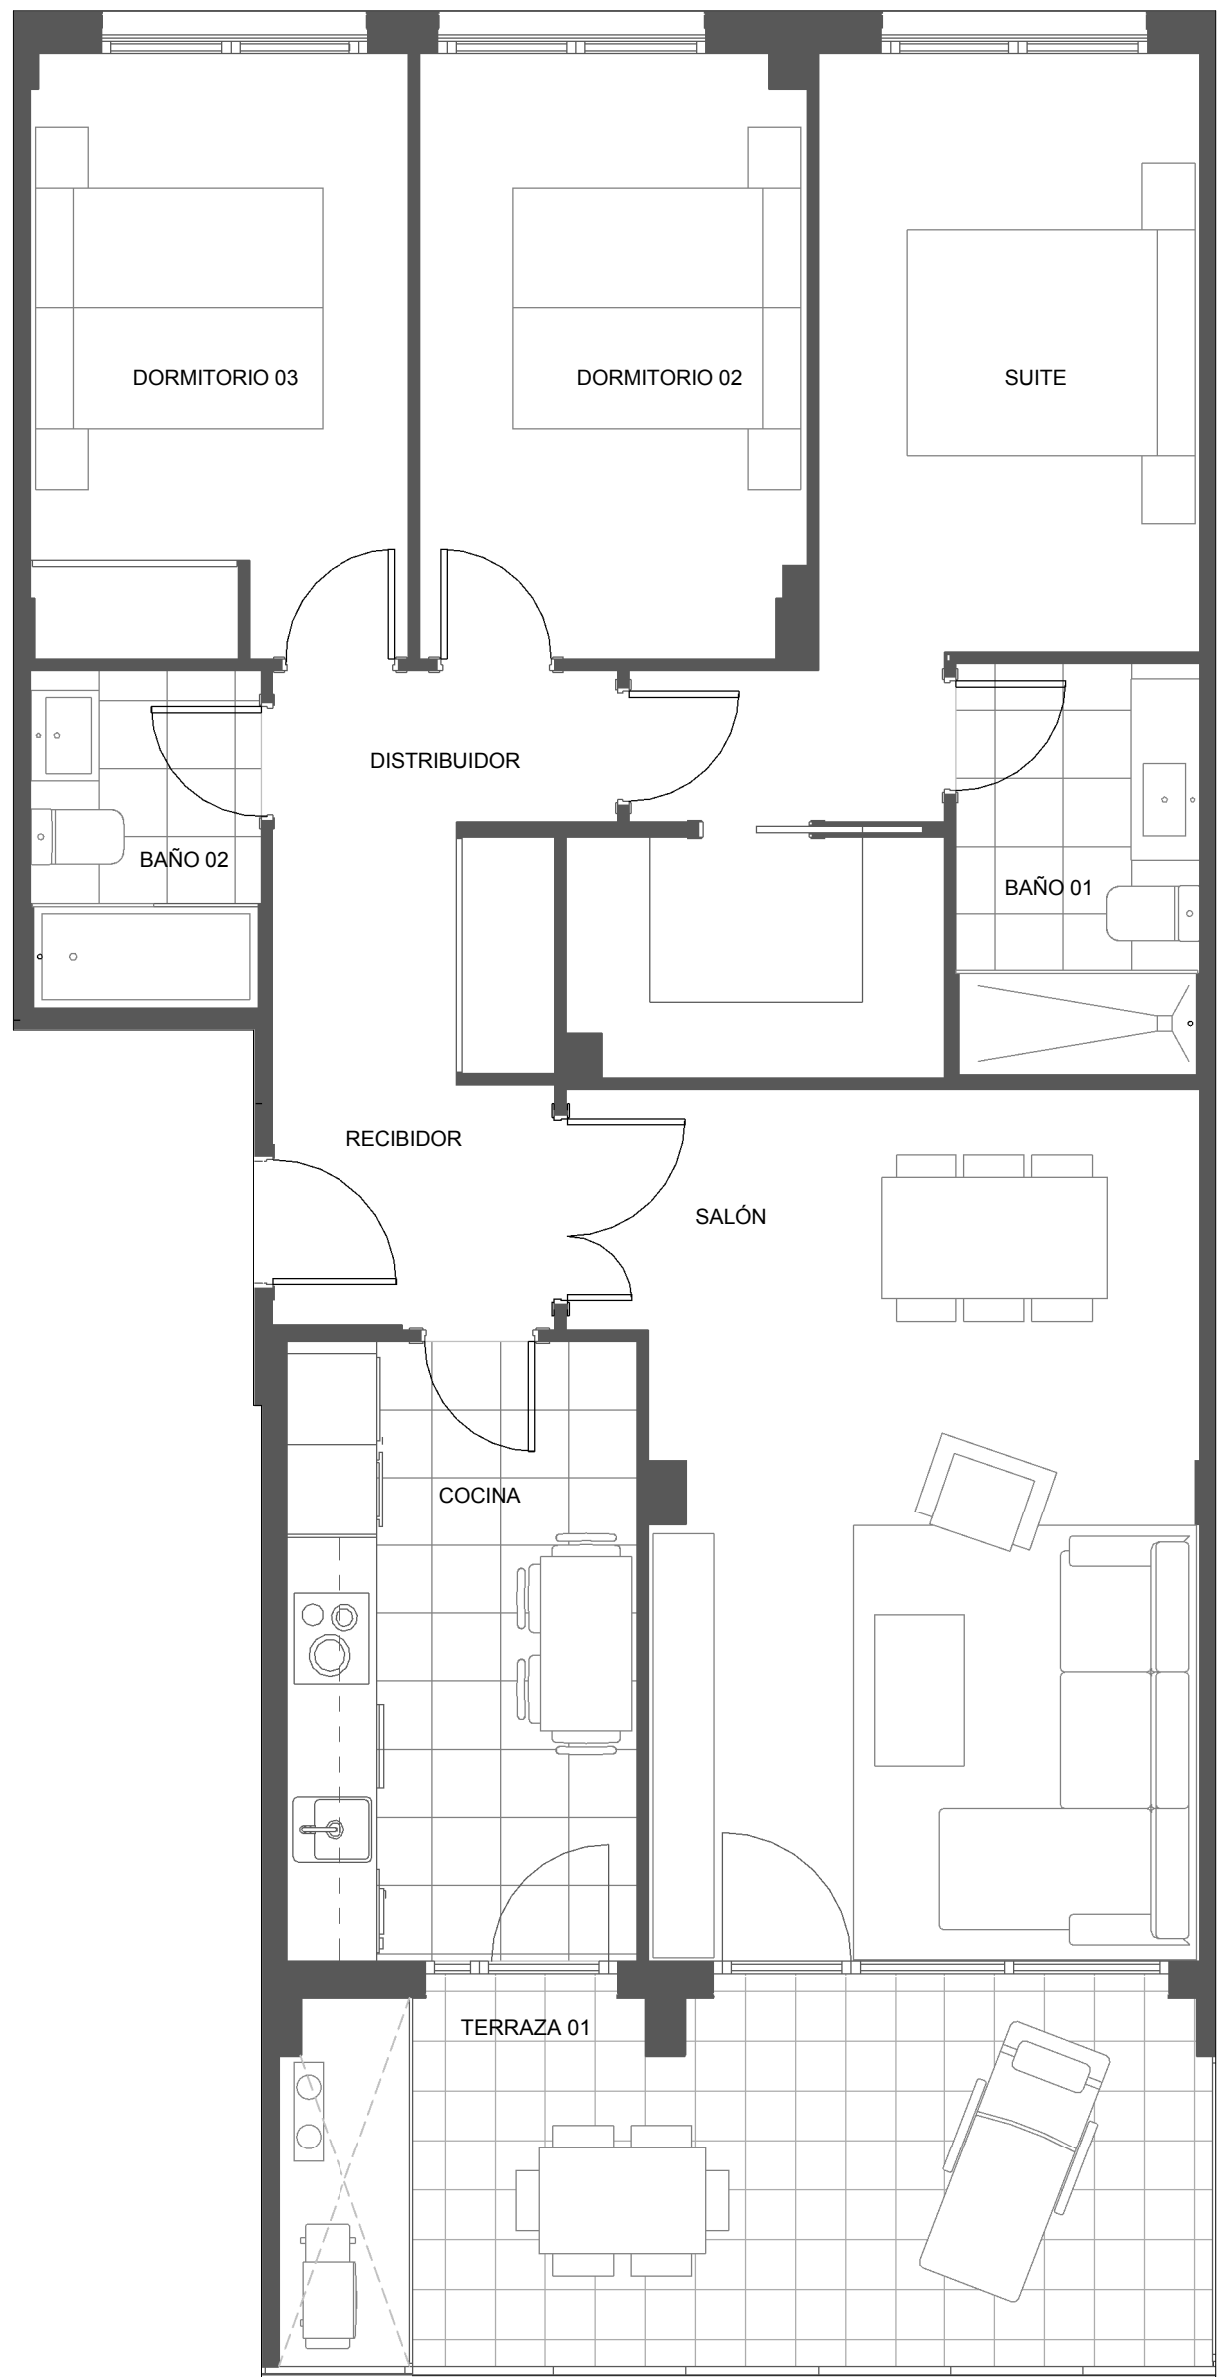 DORMITORIO 03
DORMITORIO 02
SUITE
DISTRIBUIDOR
BAÑO 02
BAÑO 01
RECIBIDOR
SALÓN
COCINA
TERRAZA 01